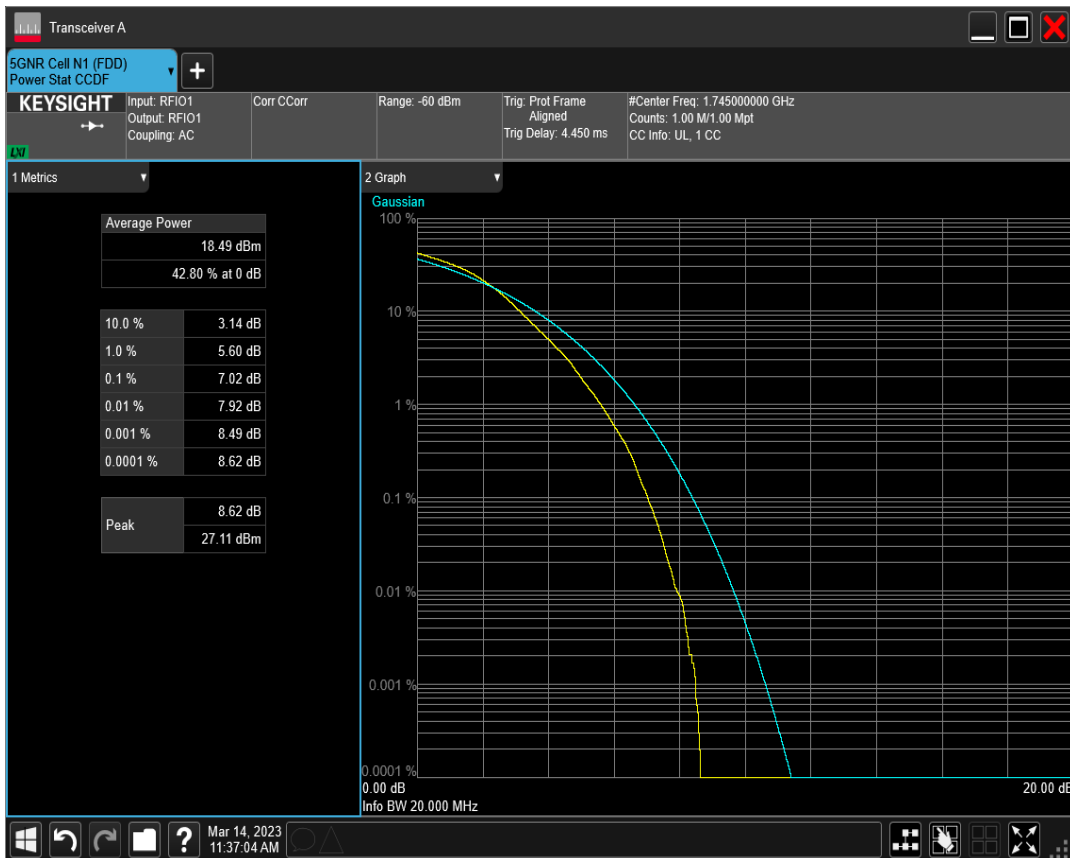 Transceiver A
5GNR Cell N1 (FDD)
Power Stat CCDF
KEYSIGHT
LXI
Input: RFIO1
Output: RFIO1
Coupling: AC
Corr CCorr
Range: -60 dBm
Trig: Prot Frame
Aligned
Trig Delay: 4.450 ms
#Center Freq: 1.745000000 GHz
Counts: 1.00 M/1.00 Mpt
CC Info: UL, 1 CC
1 Metrics
Average Power
18.49 dBm
42.80 % at 0 dB
10.0 % 3.14 dB
1.0 % 5.60 dB
0.1 % 7.02 dB
0.01 % 7.92 dB
0.001 % 8.49 dB
0.0001 % 8.62 dB
Peak
8.62 dB
27.11 dBm
2 Graph
Gaussian
100 %
10 %
1 %
0.1 %
0.01 %
0.001 %
0.0001 %
0.00 dB 20.00 dB
Info BW 20.000 MHz
Mar 14, 2023
11:37:04 AM